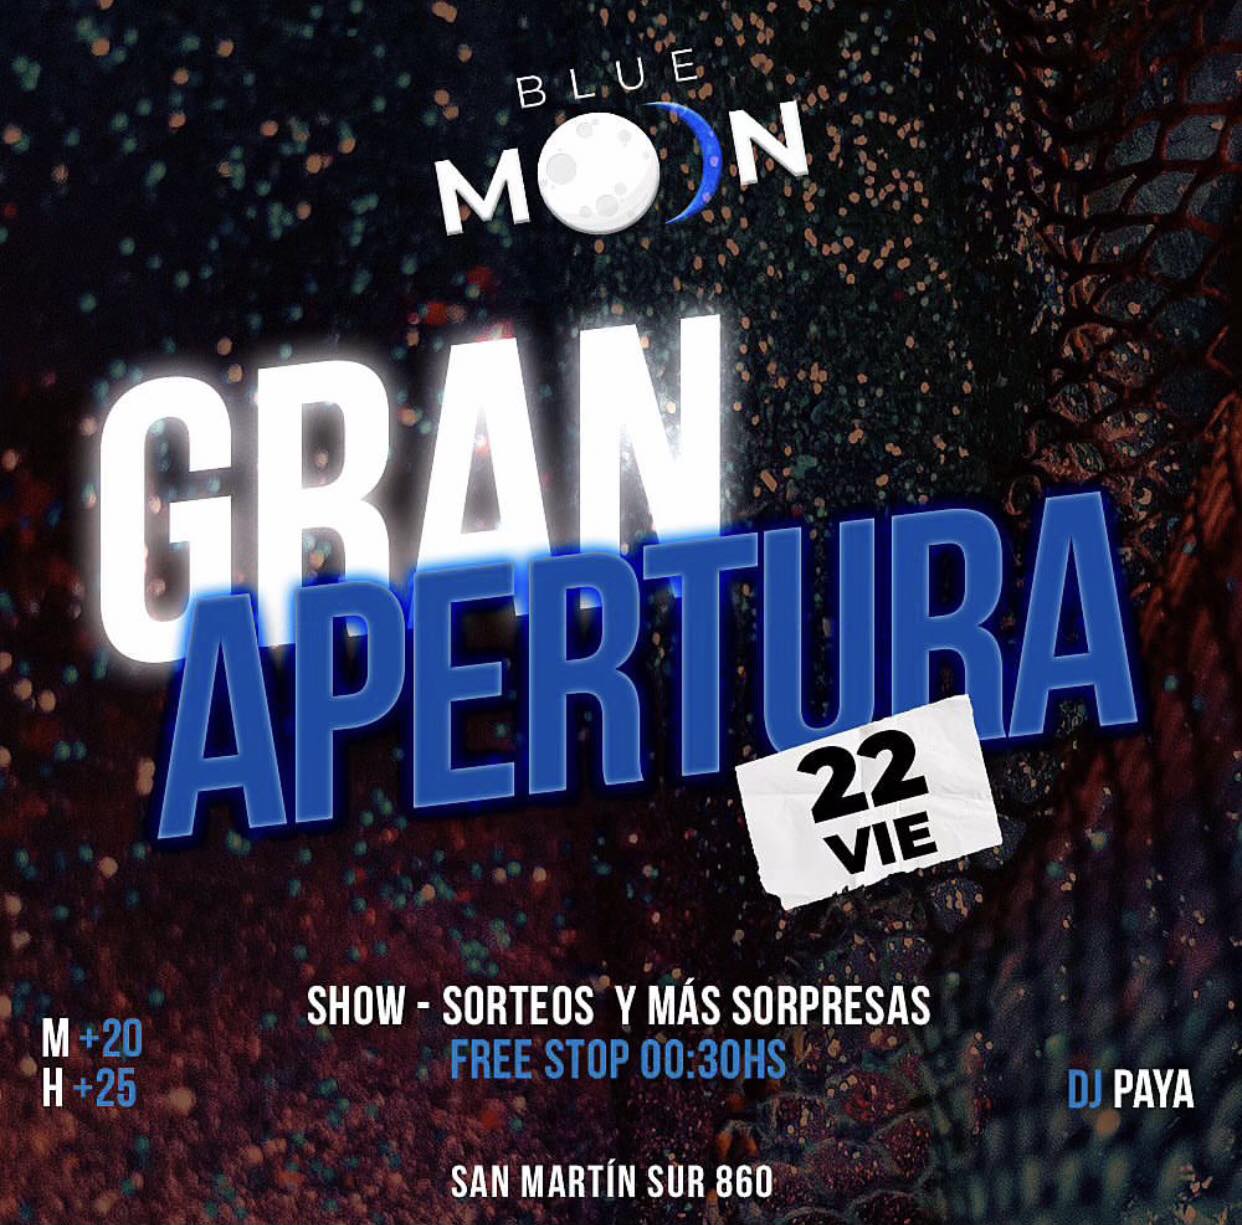 BLUE
MOON
GRAN
APERTURA
22
VIE
SHOW - SORTEOS Y MÁS SORPRESAS
FREE STOP 00:30HS
M +20
H +25
DJ PAYA
SAN MARTÍN SUR 860